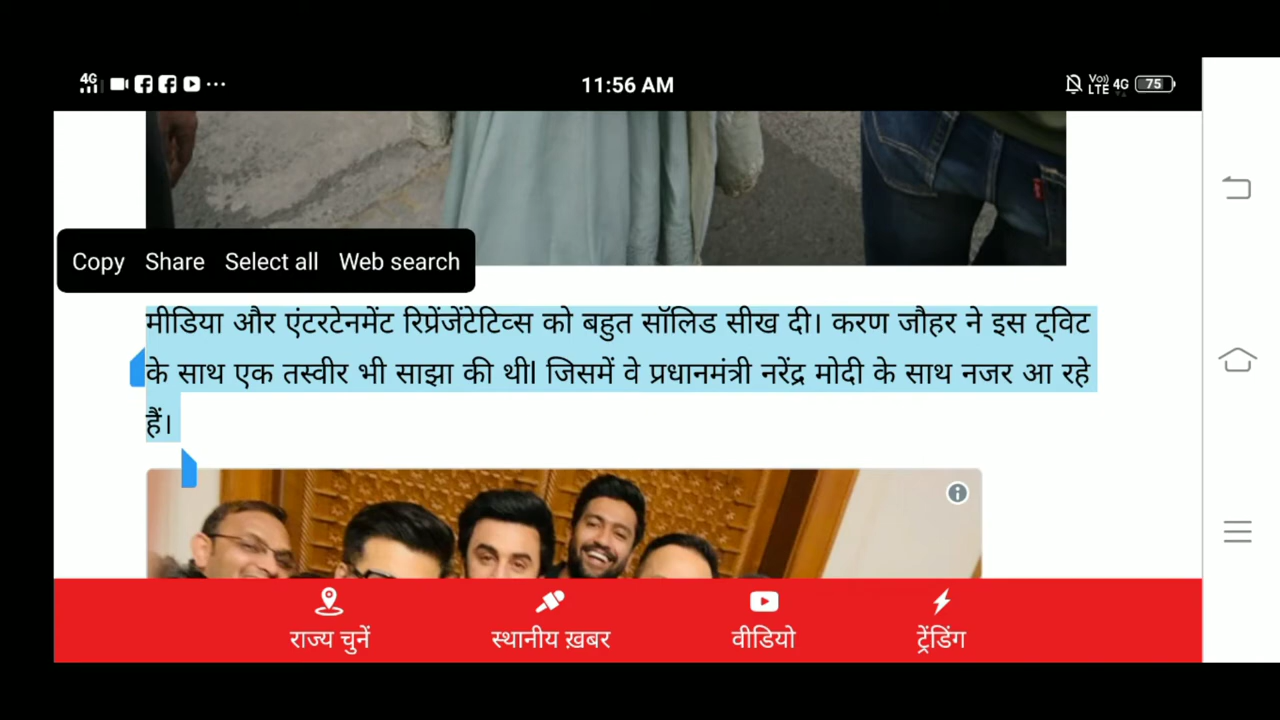 4G 11:56 AM Vo)) LTE 4G 75
Copy Share Select all Web search
मीडिया और एंटरटेनमेंट रिप्रेंजेंटेटिव्स को बहुत सॉलिड सीख दी। करण जौहर ने इस ट्विट
के साथ एक तस्वीर भी साझा की थीl जिसमें वे प्रधानमंत्री नरेंद्र मोदी के साथ नजर आ रहे
हैं।
राज्य चुनें स्थानीय ख़बर वीडियो ट्रेंडिंग